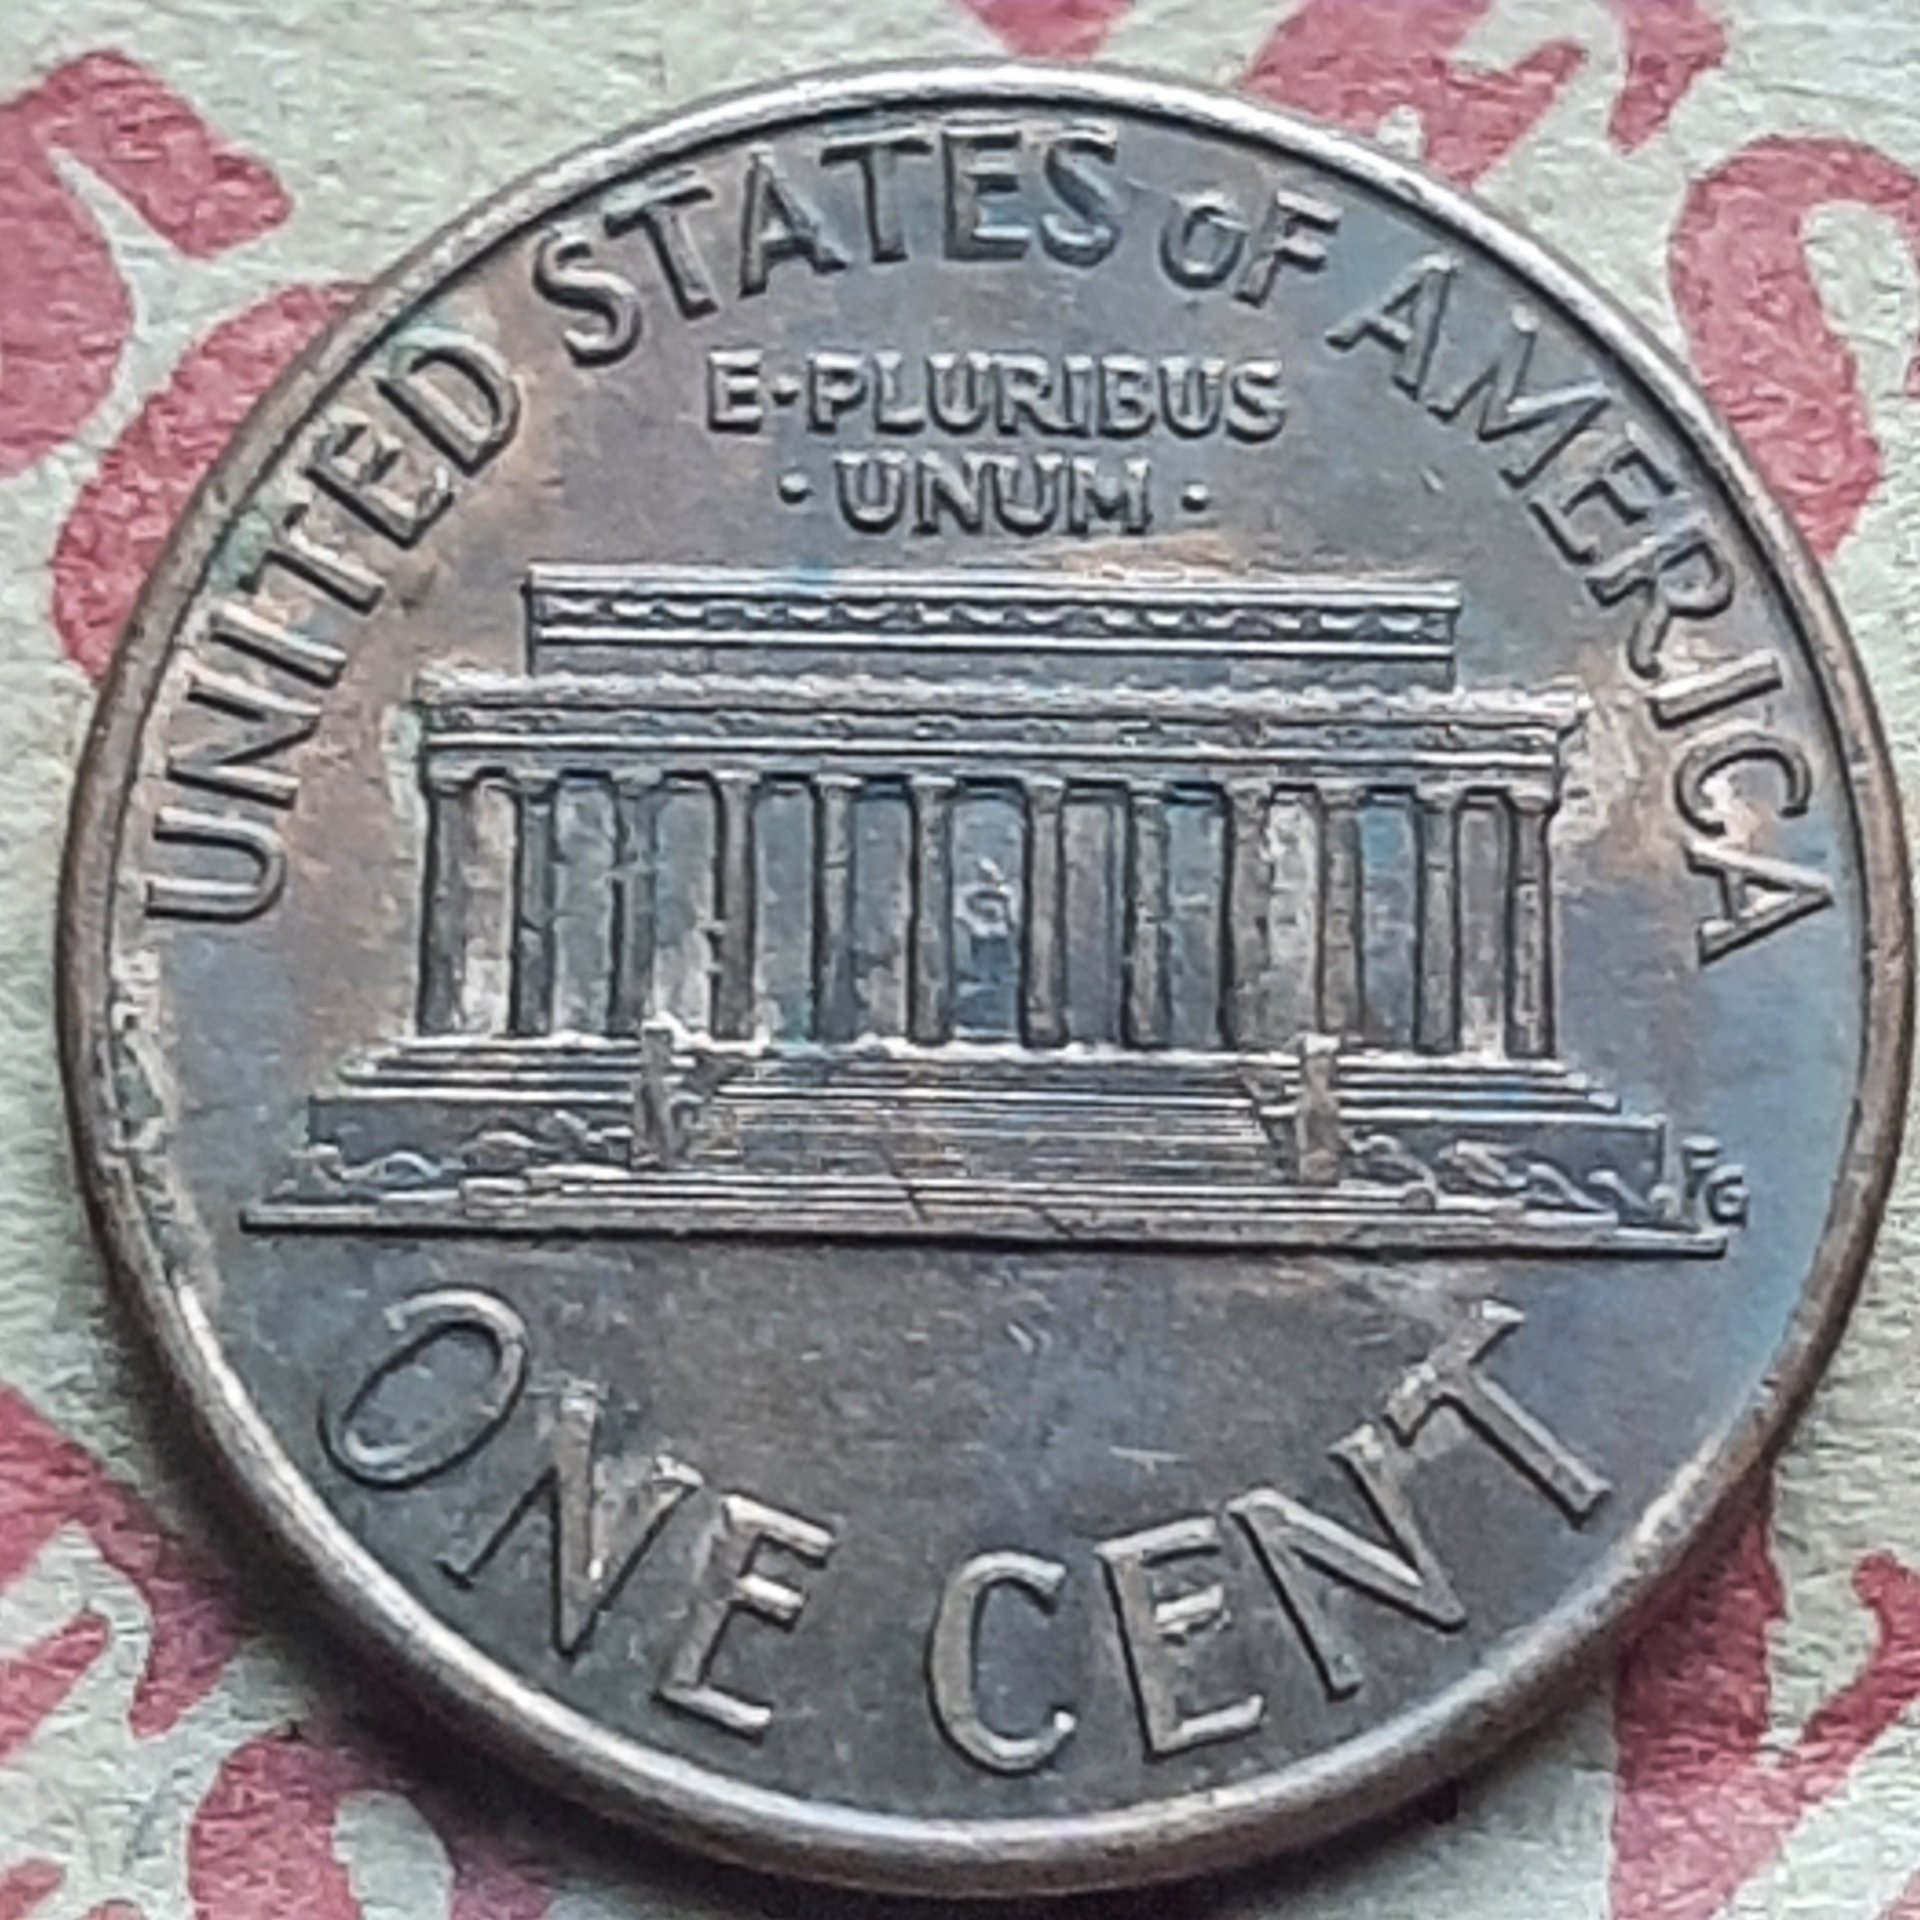 UNITED STATES OF AMERICA
E·PLURIBUS
·UNUM·
FG
ONE CENT